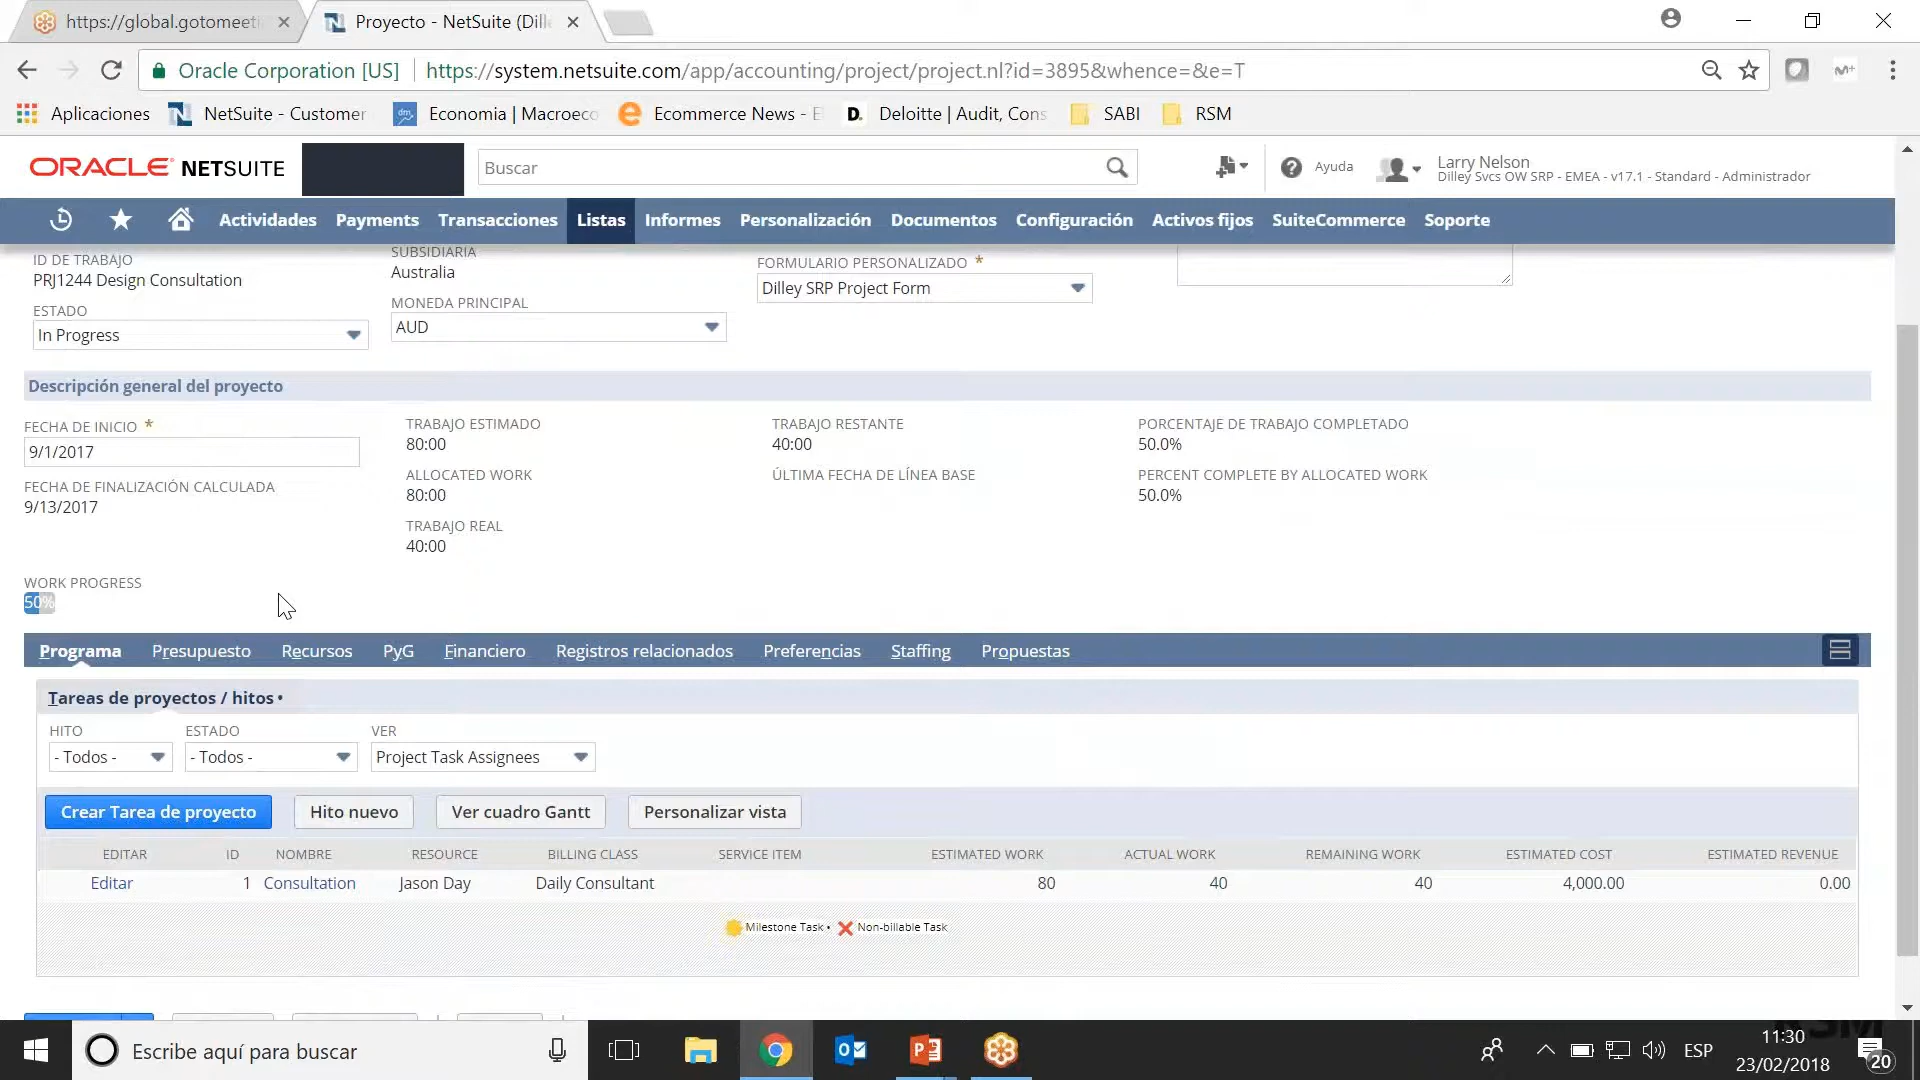 https://global.gotomeeti
Proyecto - NetSuite (Dill
Oracle Corporation [US]
https://system.netsuite.com/app/accounting/project/project.nl?id=3895&whence=&e=T
Aplicaciones
NetSuite - Customer
Economia | Macroeco
Ecommerce News - E
Deloitte | Audit, Cons
SABI
RSM
ORACLE NETSUITE
Buscar
Ayuda
Larry Nelson
Dilley Svcs OW SRP - EMEA - v17.1 - Standard - Administrador
Actividades Payments Transacciones Listas Informes Personalización Documentos Configuración Activos fijos SuiteCommerce Soporte
ID DE TRABAJO
PRJ1244 Design Consultation
ESTADO
In Progress
SUBSIDIARIA
Australia
MONEDA PRINCIPAL
AUD
FORMULARIO PERSONALIZADO *
Dilley SRP Project Form
Descripción general del proyecto
FECHA DE INICIO *
9/1/2017
FECHA DE FINALIZACIÓN CALCULADA
9/13/2017
TRABAJO ESTIMADO
80:00
ALLOCATED WORK
80:00
TRABAJO REAL
40:00
TRABAJO RESTANTE
40:00
ÚLTIMA FECHA DE LÍNEA BASE
PORCENTAJE DE TRABAJO COMPLETADO
50.0%
PERCENT COMPLETE BY ALLOCATED WORK
50.0%
WORK PROGRESS
50%
Programa Presupuesto Recursos PyG Financiero Registros relacionados Preferencias Staffing Propuestas
Tareas de proyectos / hitos •
HITO ESTADO VER
- Todos - - Todos - Project Task Assignees
Crear Tarea de proyecto Hito nuevo Ver cuadro Gantt Personalizar vista
EDITAR ID NOMBRE RESOURCE BILLING CLASS SERVICE ITEM ESTIMATED WORK ACTUAL WORK REMAINING WORK ESTIMATED COST ESTIMATED REVENUE
Editar 1 Consultation Jason Day Daily Consultant 80 40 40 4,000.00 0.00
Milestone Task • Non-billable Task
RSM
Escribe aquí para buscar
ESP
11:30
23/02/2018
20